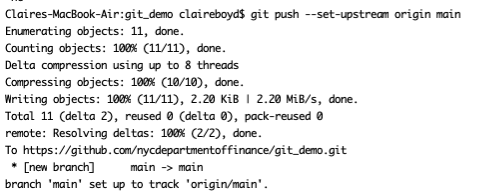 Claires-MacBook-Air:git_demo claireboyd$ git push --set-upstream origin main
Enumerating objects: 11, done.
Counting objects: 100% (11/11), done.
Delta compression using up to 8 threads
Compressing objects: 100% (10/10), done.
Writing objects: 100% (11/11), 2.20 KiB | 2.20 MiB/s, done.
Total 11 (delta 2), reused 0 (delta 0), pack-reused 0
remote: Resolving deltas: 100% (2/2), done.
To https://github.com/nycdepartmentoffinance/git_demo.git
 * [new branch]      main -> main
branch 'main' set up to track 'origin/main'.